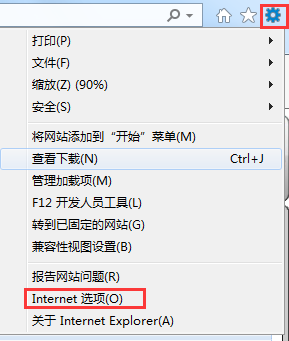 打印(P)
文件(F)
缩放(Z) (90%)
安全(S)
将网站添加到“开始”菜单(M)
查看下载(N) Ctrl+J
管理加载项(M)
F12 开发人员工具(L)
转到已固定的网站(G)
兼容性视图设置(B)
报告网站问题(R)
Internet 选项(O)
关于 Internet Explorer(A)